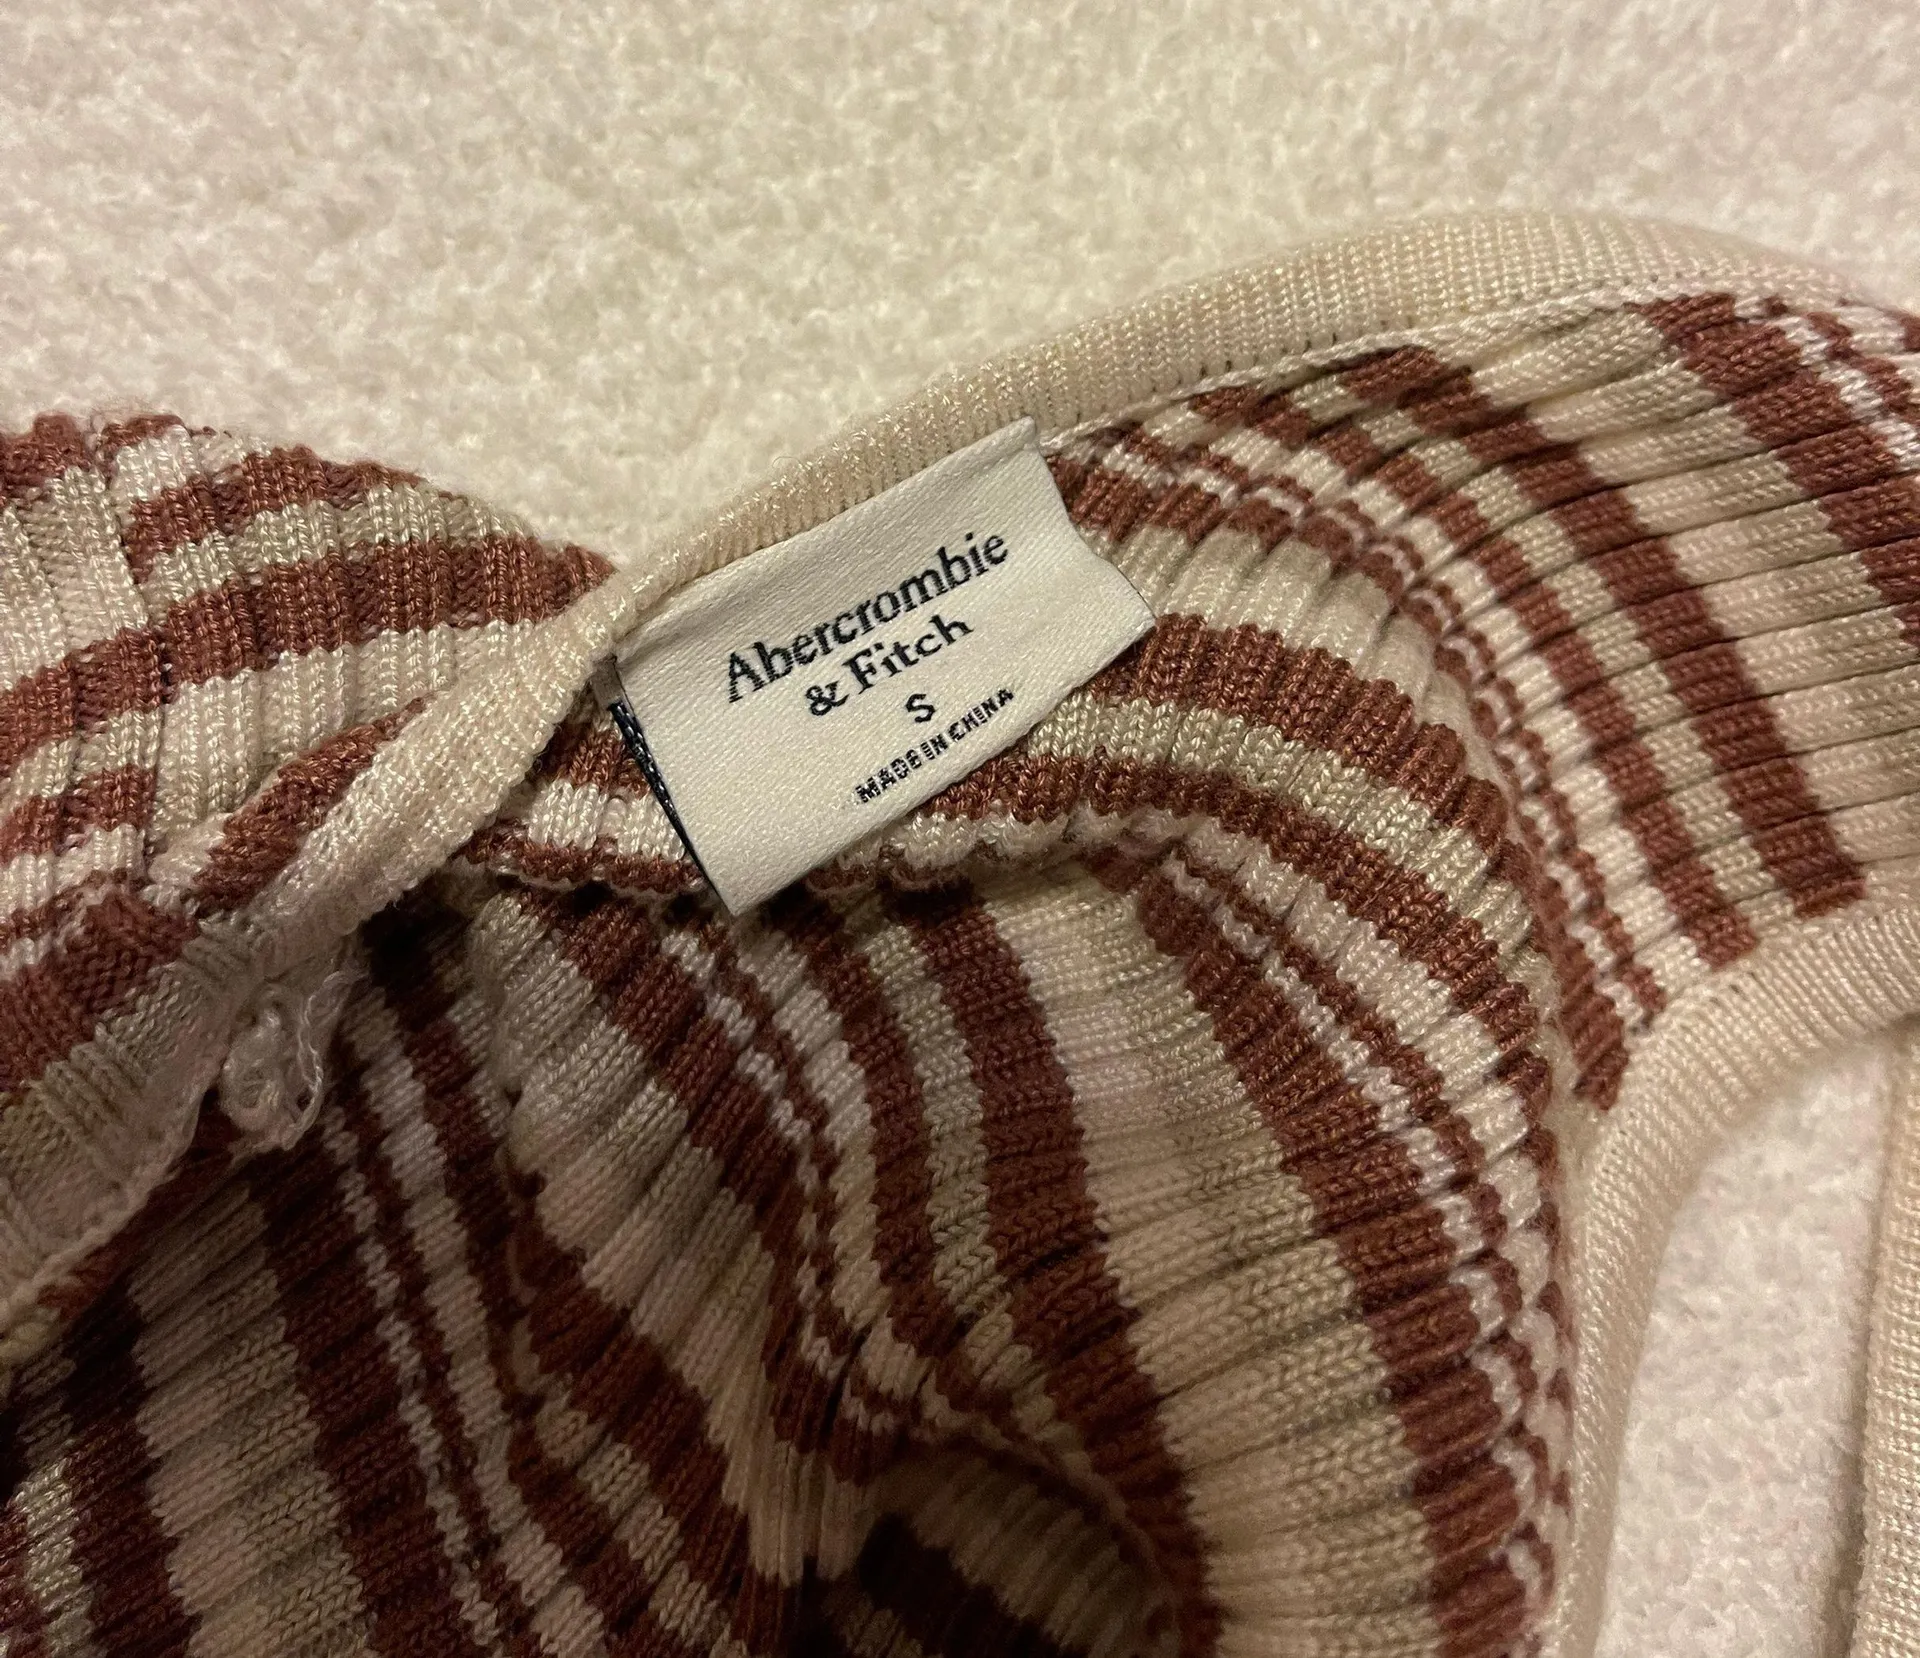 Abercrombie
& Fitch
S
MADE IN CHINA